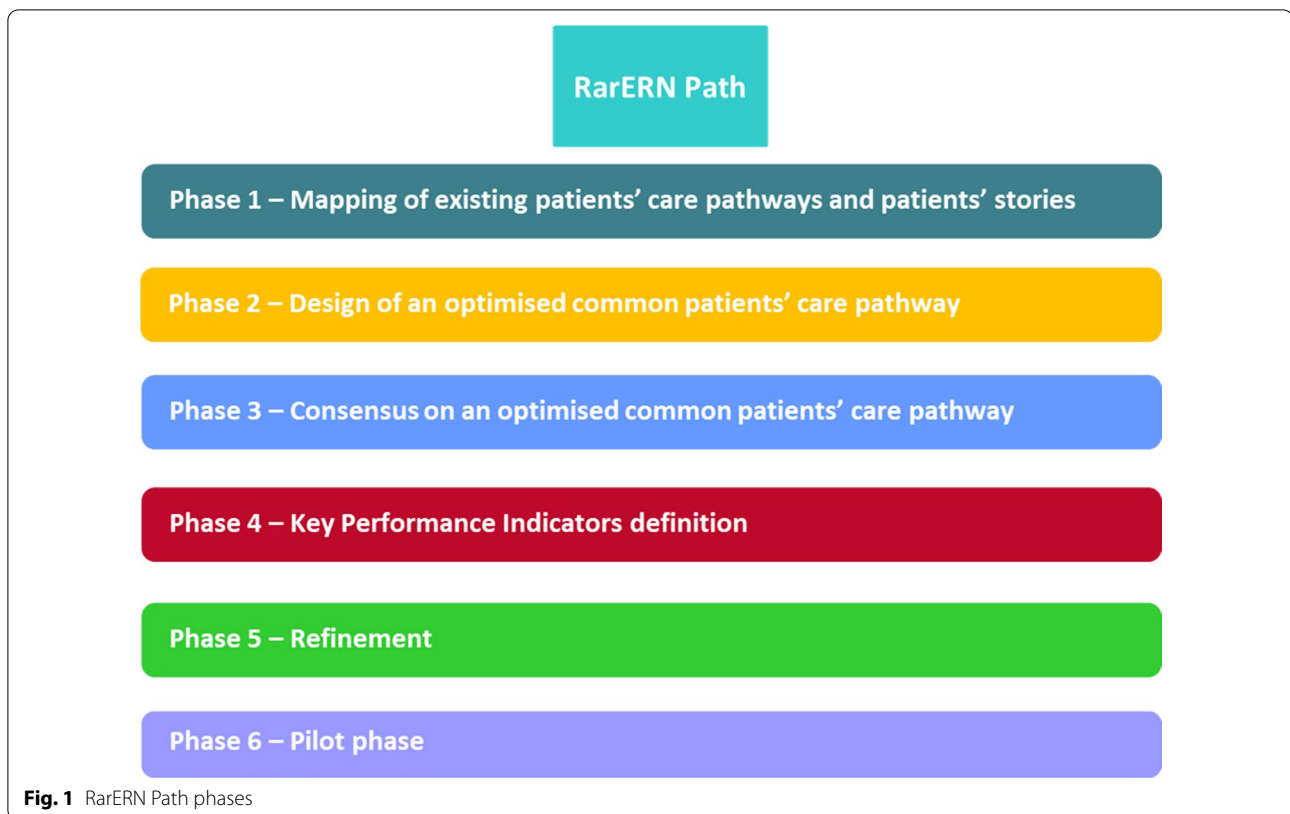 RarERN Path
Phase 1 – Mapping of existing patients’ care pathways and patients’ stories
Phase 2 – Design of an optimised common patients’ care pathway
Phase 3 – Consensus on an optimised common patients’ care pathway
Phase 4 – Key Performance Indicators definition
Phase 5 – Refinement
Phase 6 – Pilot phase
Fig. 1 RarERN Path phases